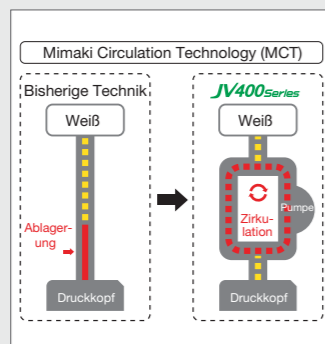 Mimaki Circulation Technology (MCT)
Bisherige Technik
Weiß
Ablager-
ung
Druckkopf
JV400Series
Weiß
Zirku-
lation
Pumpe
Druckkopf